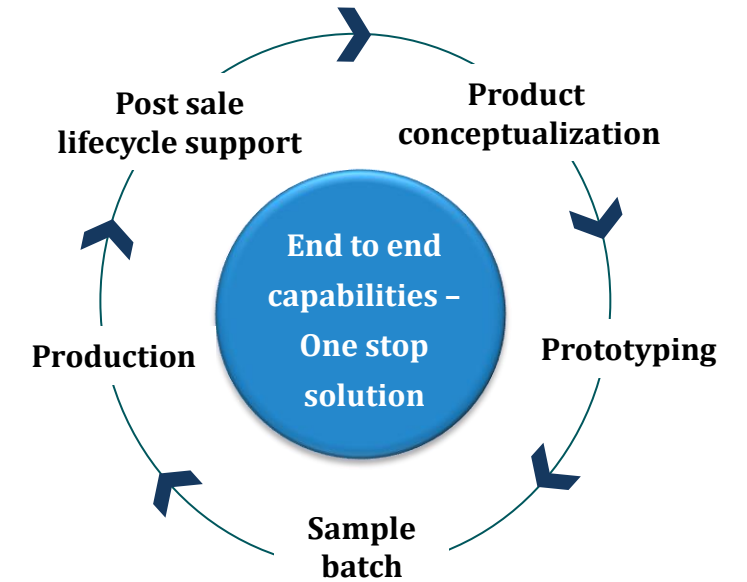 Post sale
lifecycle support
Product
conceptualization
End to end
capabilities –
One stop
solution
Production
Prototyping
Sample
batch